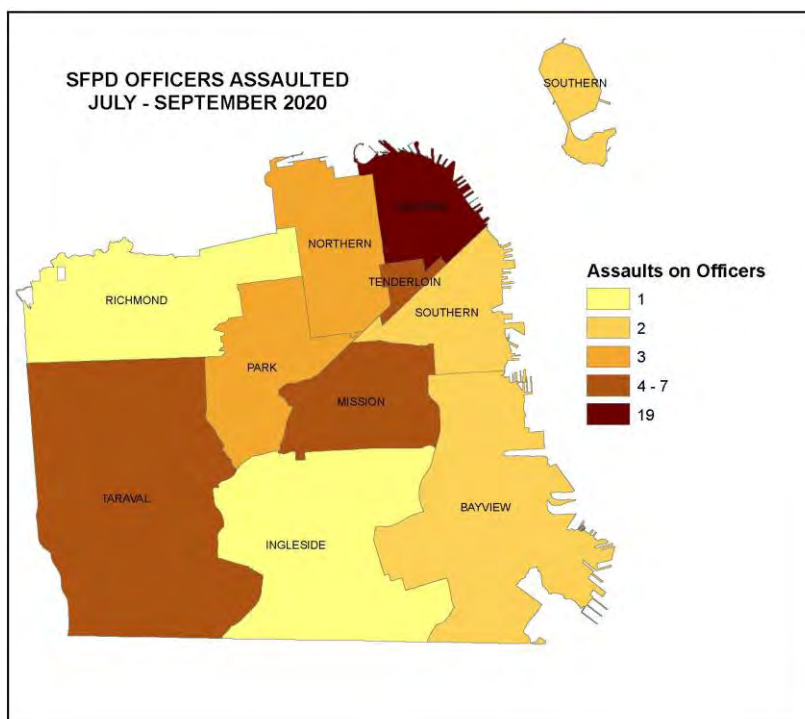 SFPD OFFICERS ASSAULTED
JULY - SEPTEMBER 2020
SOUTHERN
NORTHERN
TENDERLOIN
RICHMOND
SOUTHERN
PARK
MISSION
TARAVAL
BAYVIEW
INGLESIDE
Assaults on Officers
1
2
3
4 - 7
19